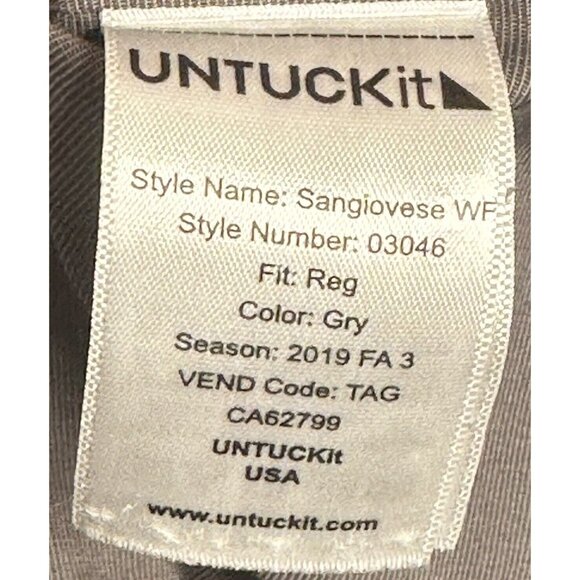 UNTUCKit
Style Name: Sangiovese WF
Style Number: 03046
Fit: Reg
Color: Gry
Season: 2019 FA 3
VEND Code: TAG
CA62799
UNTUCKit
USA
www.untuckit.com